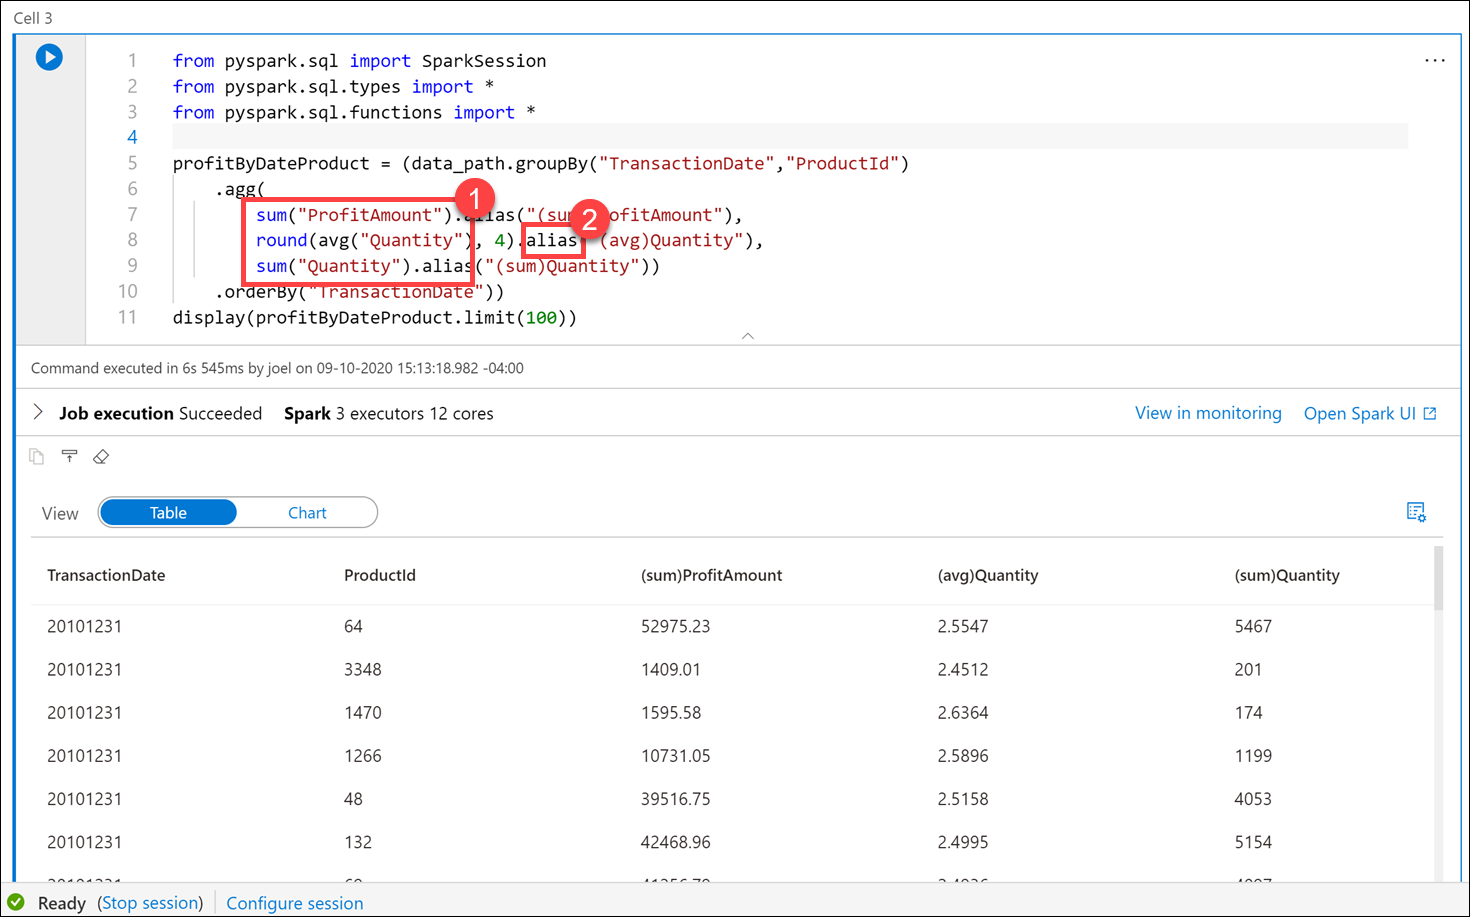 Cell 3
1 from pyspark.sql import SparkSession
...
2 from pyspark.sql.types import *
3 from pyspark.sql.functions import *
4
5 profitByDateProduct = (data_path.groupBy("TransactionDate","ProductId")
6 .agg(
1
7 sum("ProfitAmount").alias("(sum)ProfitAmount"),
2
8 round(avg("Quantity"), 4).alias("(avg)Quantity"),
9 sum("Quantity").alias("(sum)Quantity"))
10 .orderBy("TransactionDate"))
11 display(profitByDateProduct.limit(100))
Command executed in 6s 545ms by joel on 09-10-2020 15:13:18.982 -04:00
Job execution Succeeded Spark 3 executors 12 cores View in monitoring Open Spark UI
View Table Chart
TransactionDate ProductId (sum)ProfitAmount (avg)Quantity (sum)Quantity
20101231 64 52975.23 2.5547 5467
20101231 3348 1409.01 2.4512 201
20101231 1470 1595.58 2.6364 174
20101231 1266 10731.05 2.5896 1199
20101231 48 39516.75 2.5158 4053
20101231 132 42468.96 2.4995 5154
Ready (Stop session) Configure session